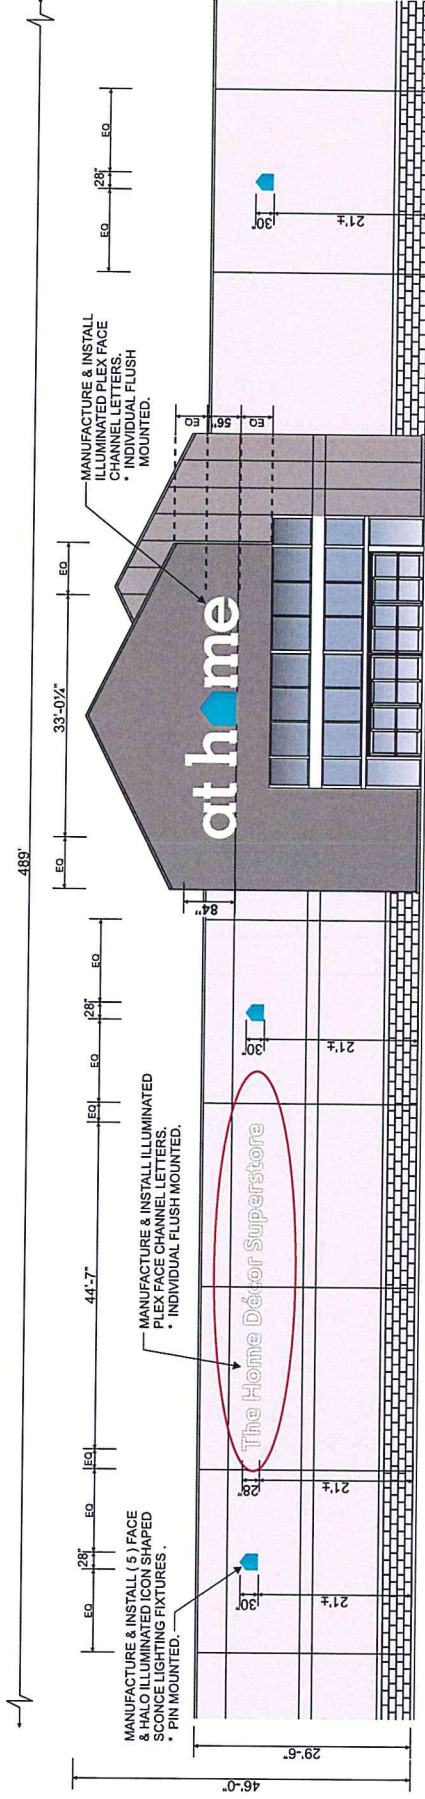 489'
33'-0¼"
EQ
EQ
MANUFACTURE & INSTALL
ILLUMINATED PLEX FACE
CHANNEL LETTERS.
* INDIVIDUAL FLUSH
MOUNTED.
EQ
28"
EQ
MANUFACTURE & INSTALL ( 5 ) FACE
& HALO ILLUMINATED ICON SHAPED
SCONCE LIGHTING FIXTURES .
* PIN MOUNTED.
EQ
28"
EQ
EQ
44'-7"
EQ
MANUFACTURE & INSTALL ILLUMINATED
PLEX FACE CHANNEL LETTERS.
* INDIVIDUAL FLUSH MOUNTED.
EQ
28"
EQ
84"
EQ
56"
EQ
at home
The Home Décor Superstore
30"
28"
30"
30"
21'±
21'±
21'±
21'±
46'-0"
29'-6"